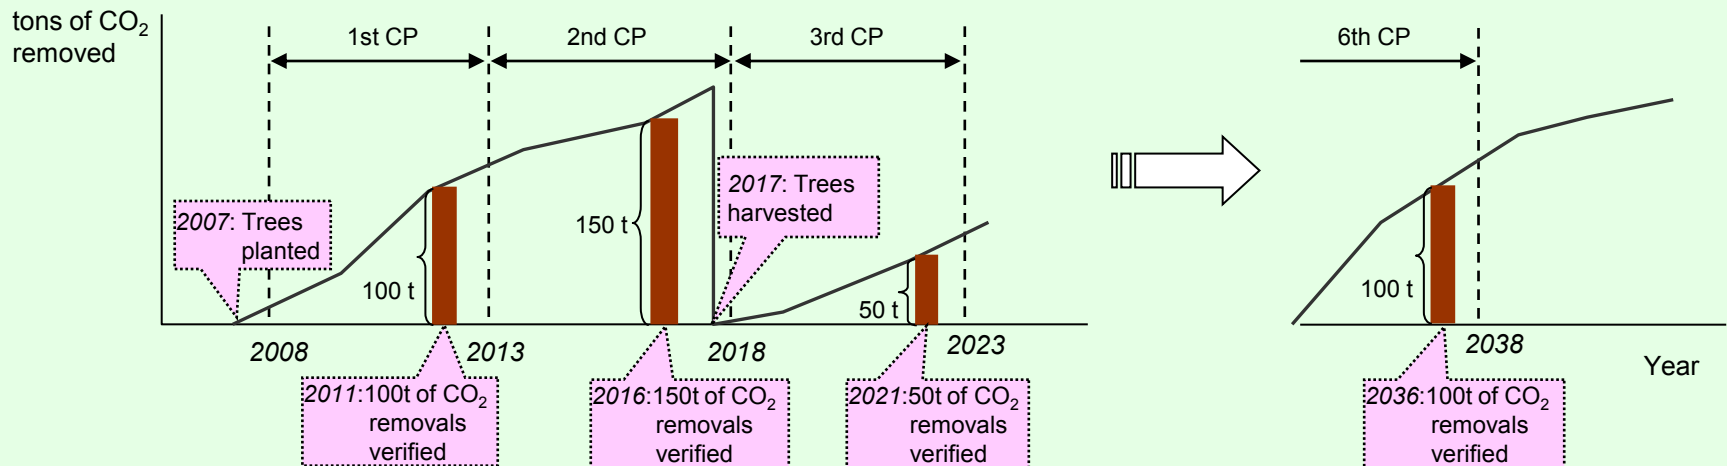 tons of CO2
removed
1st CP
2nd CP
3rd CP
6th CP
2007: Trees
planted
2017: Trees
harvested
100 t
150 t
50 t
100 t
2008
2013
2018
2023
2038
Year
2011:100t of CO2
removals
verified
2016:150t of CO2
removals
verified
2021:50t of CO2
removals
verified
2036:100t of CO2
removals
verified